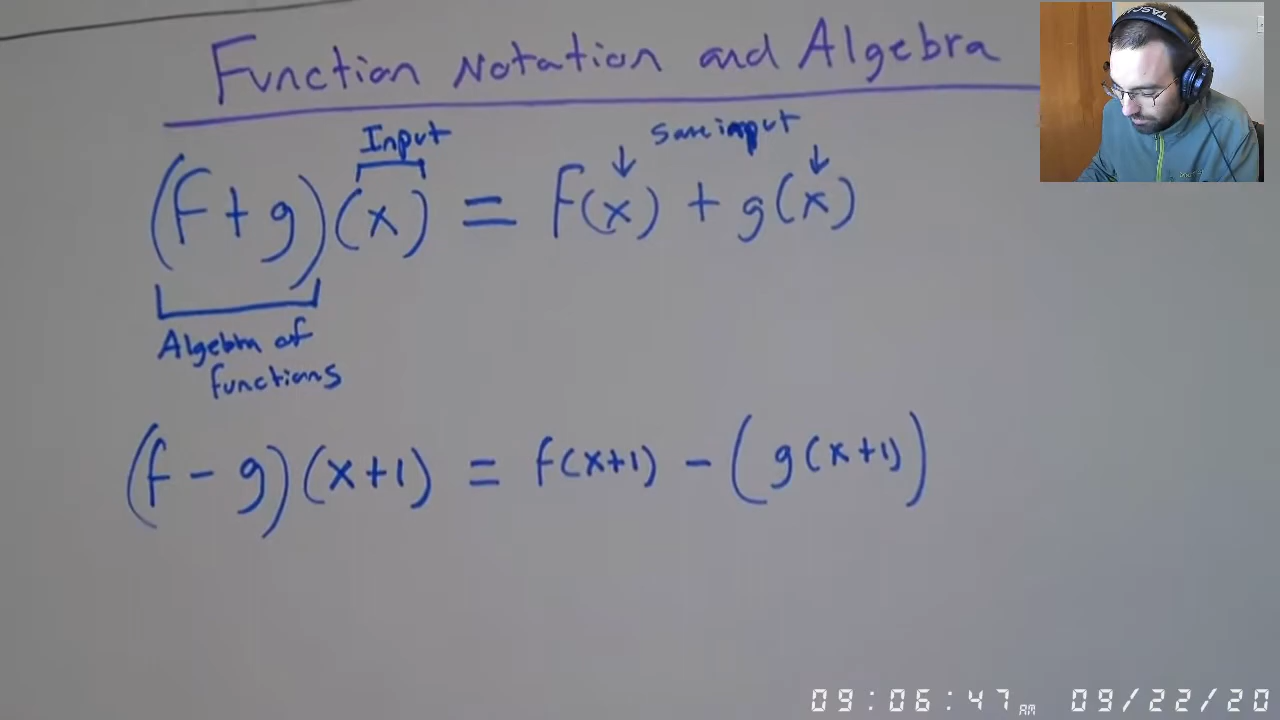 Function Notation and Algebra
Input
Same input
(f+g)(x) = f(x) + g(x)
Algebra of
functions
(f - g)(x+1) = f(x+1) - (g(x+1))
09:06:47 AM 09/22/20
TASCAM